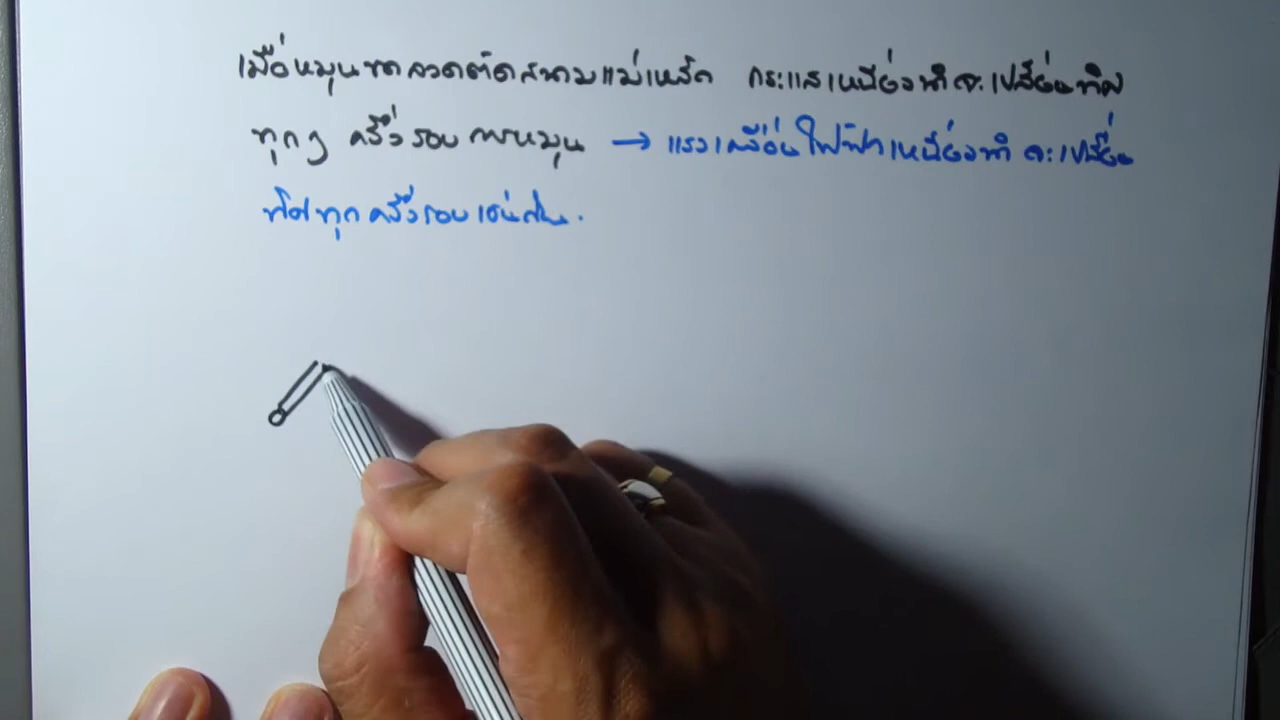 เมื่อหมุนขดลวดตัดสนามแม่เหล็ก กระแสเหนี่ยวนำจะเปลี่ยนทิศ
ทุกๆ ครึ่งรอบการหมุน → แรงเคลื่อนไฟฟ้าเหนี่ยวนำ จะเปลี่ยน
ทิศทุกครึ่งรอบเช่นกัน.